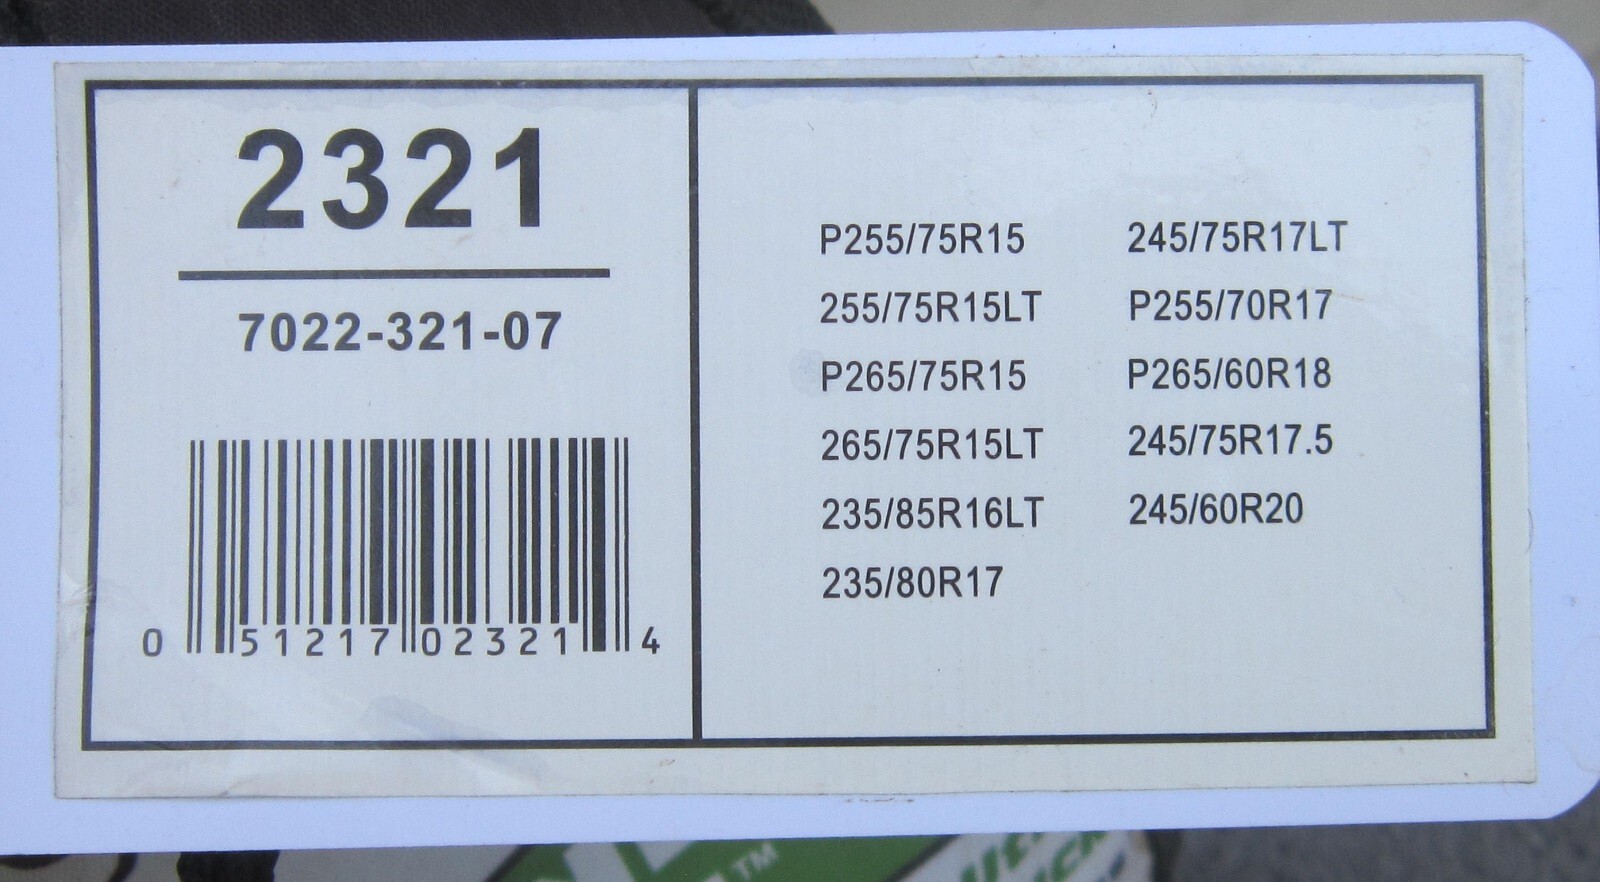 2321
7022-321-07
0 51217 02321 4
P255/75R15
255/75R15LT
P265/75R15
265/75R15LT
235/85R16LT
235/80R17
245/75R17LT
P255/70R17
P265/60R18
245/75R17.5
245/60R20
TM